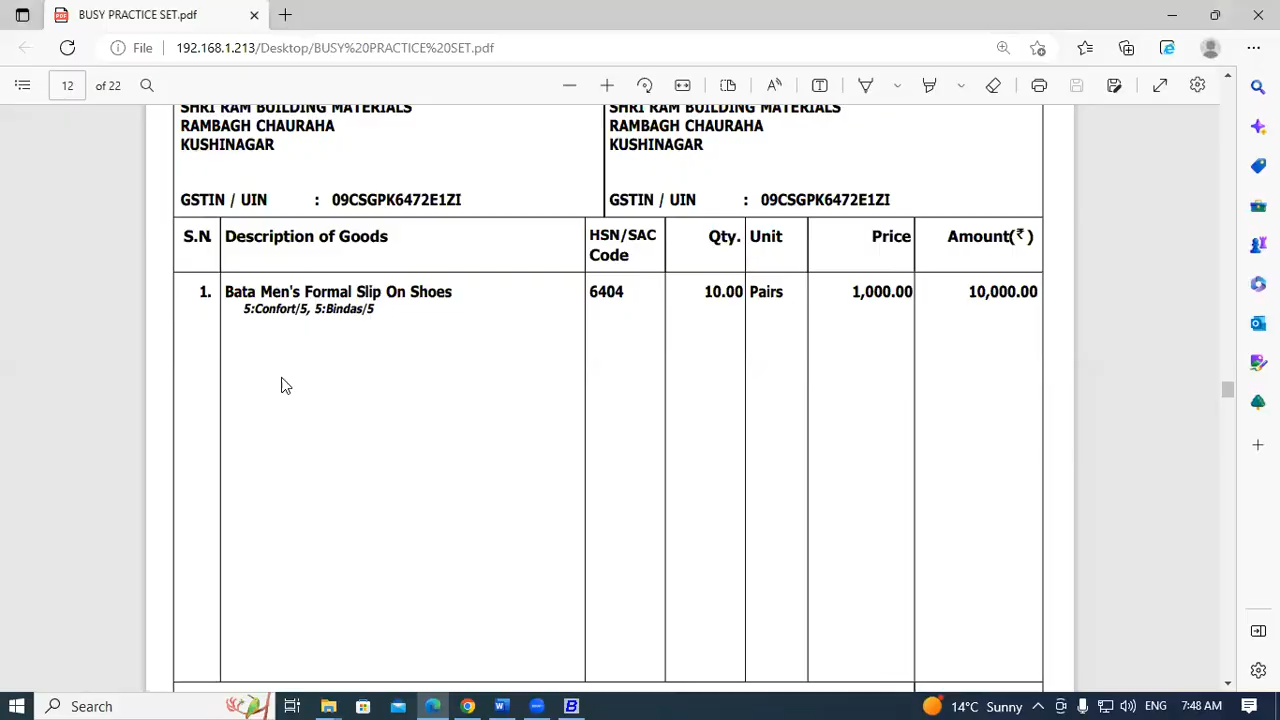 BUSY PRACTICE SET.pdf
File 192.168.1.213/Desktop/BUSY%20PRACTICE%20SET.pdf
12 of 22
SHRI RAM BUILDING MATERIALS SHRI RAM BUILDING MATERIALS
RAMBAGH CHAURAHA RAMBAGH CHAURAHA
KUSHINAGAR KUSHINAGAR
GSTIN / UIN : 09CSGPK6472E1ZI GSTIN / UIN : 09CSGPK6472E1ZI
S.N. Description of Goods HSN/SAC Code Qty. Unit Price Amount(₹)
1. Bata Men's Formal Slip On Shoes 6404 10.00 Pairs 1,000.00 10,000.00
5:Confort/5, 5:Bindas/5
Search 14°C Sunny ENG 7:48 AM